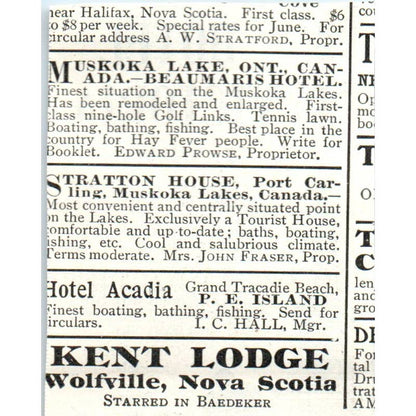 Cove
near Halifax, Nova Scotia. First class. $6
to $8 per week. Special rates for June. For
circular address A. W. STRATFORD, Propr.
MUSKOKA LAKE, ONT., CAN-
ADA.—BEAUMARIS HOTEL.
Finest situation on the Muskoka Lakes.
Has been remodeled and enlarged. First-
class nine-hole Golf Links. Tennis lawn.
Boating, bathing, fishing. Best place in the
country for Hay Fever people. Write for
Booklet. EDWARD PROWSE, Proprietor.
STRATTON HOUSE, Port Car-
ling, Muskoka Lakes, Canada.—
Most convenient and centrally situated point
on the Lakes. Exclusively a Tourist House,
comfortable and up-to-date; baths, boating,
fishing, etc. Cool and salubrious climate.
Terms moderate. Mrs. JOHN FRASER, Prop.
Hotel Acadia Grand Tracadie Beach,
P. E. ISLAND
Finest boating, bathing, fishing. Send for
circulars. I. C. HALL, Mgr.
KENT LODGE
Wolfville, Nova Scotia
STARRED IN BAEDEKER